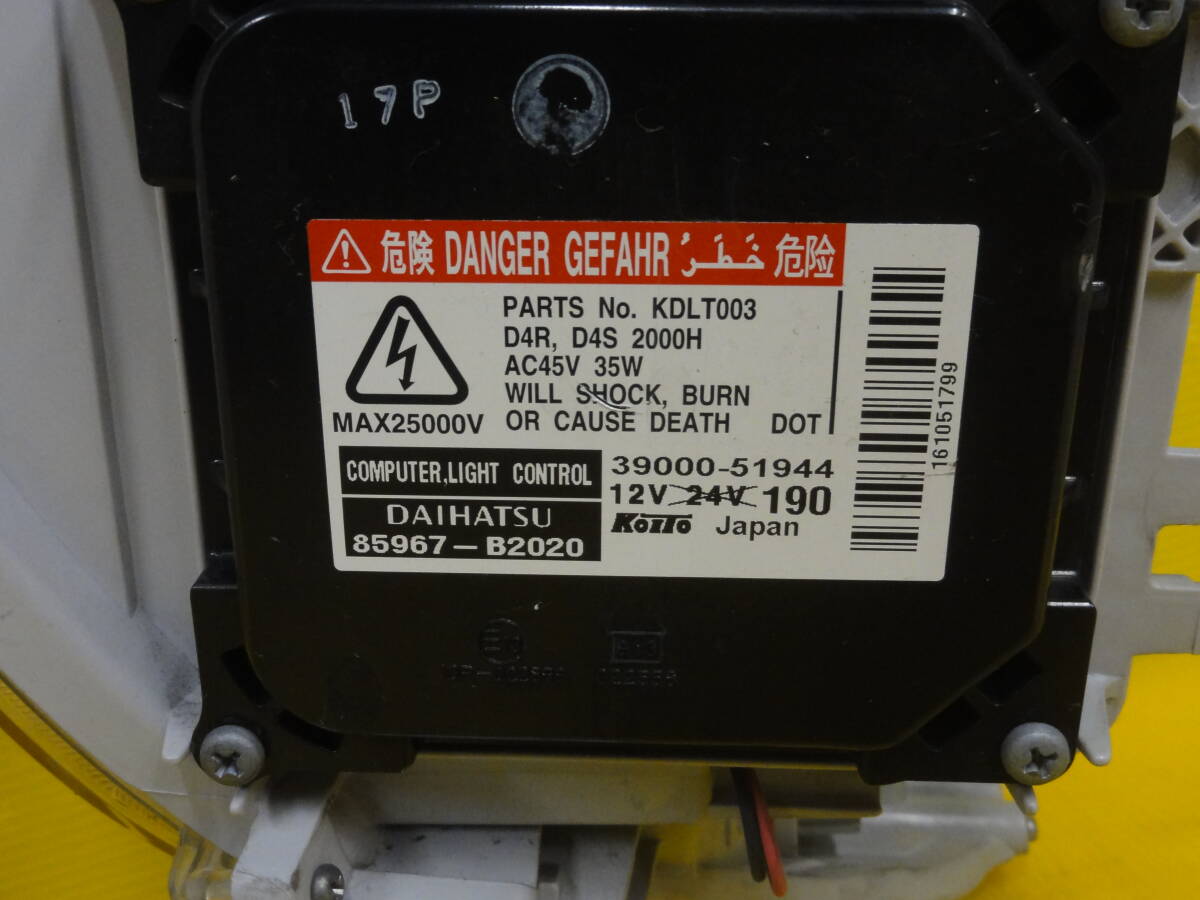 17P
危険 DANGER GEFAHR خَطَرُ 危险
PARTS No. KDLT003
D4R, D4S 2000H
AC45V 35W
WILL SHOCK, BURN
OR CAUSE DEATH DOT
MAX25000V
COMPUTER,LIGHT CONTROL
DAIHATSU
85967-B2020
39000-51944
12V 24V 190
KOITO Japan
161051799